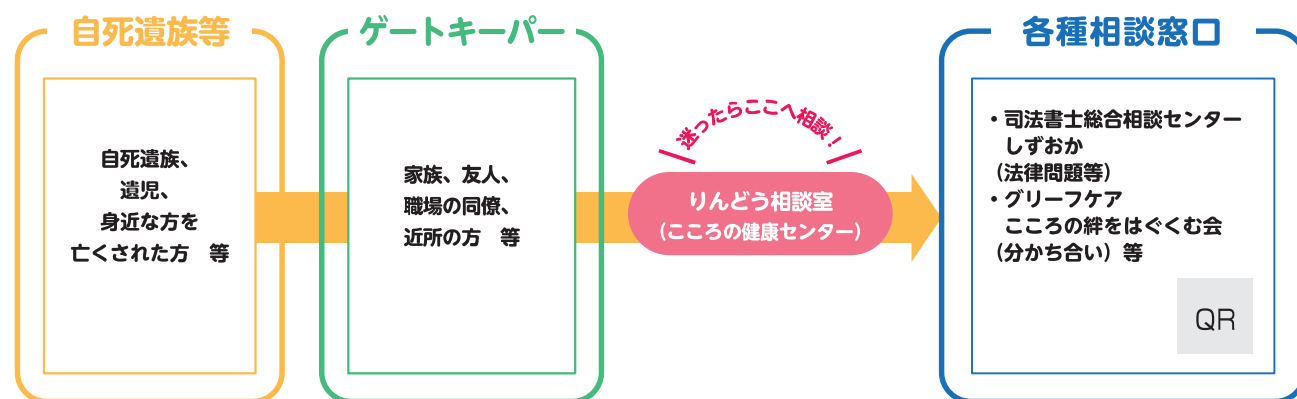 自死遺族等
自死遺族、
遺児、
身近な方を
亡くされた方　等
ゲートキーパー
家族、友人、
職場の同僚、
近所の方　等
迷ったらここへ相談！
りんどう相談室
（こころの健康センター）
各種相談窓口
・司法書士総合相談センター
しずおか
（法律問題等）
・グリーフケア
こころの絆をはぐくむ会
（分かち合い）等
QR